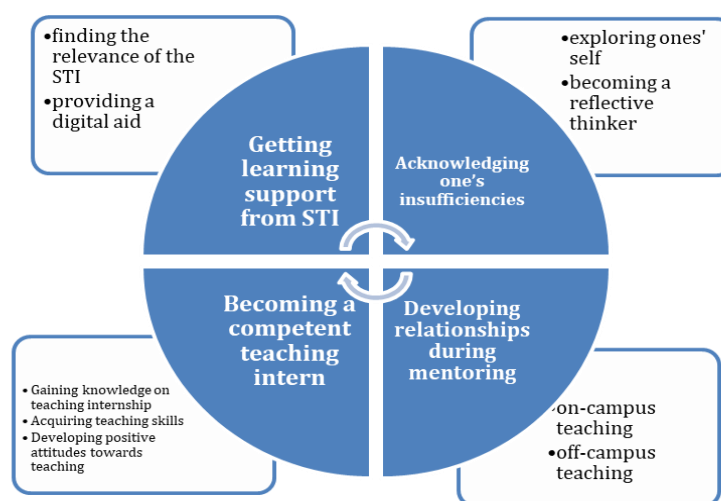 •finding the
relevance of the
STI
•providing a
digital aid
•exploring ones'
self
•becoming a
reflective
thinker
Getting
learning
support
from STI
Acknowledging
one's
insufficiencies
Becoming a
competent
teaching
intern
Developing
relationships
during
mentoring
• Gaining knowledge on
teaching internship
• Acquiring teaching skills
• Developing positive
attitudes towards
teaching
on-campus
teaching
•off-campus
teaching